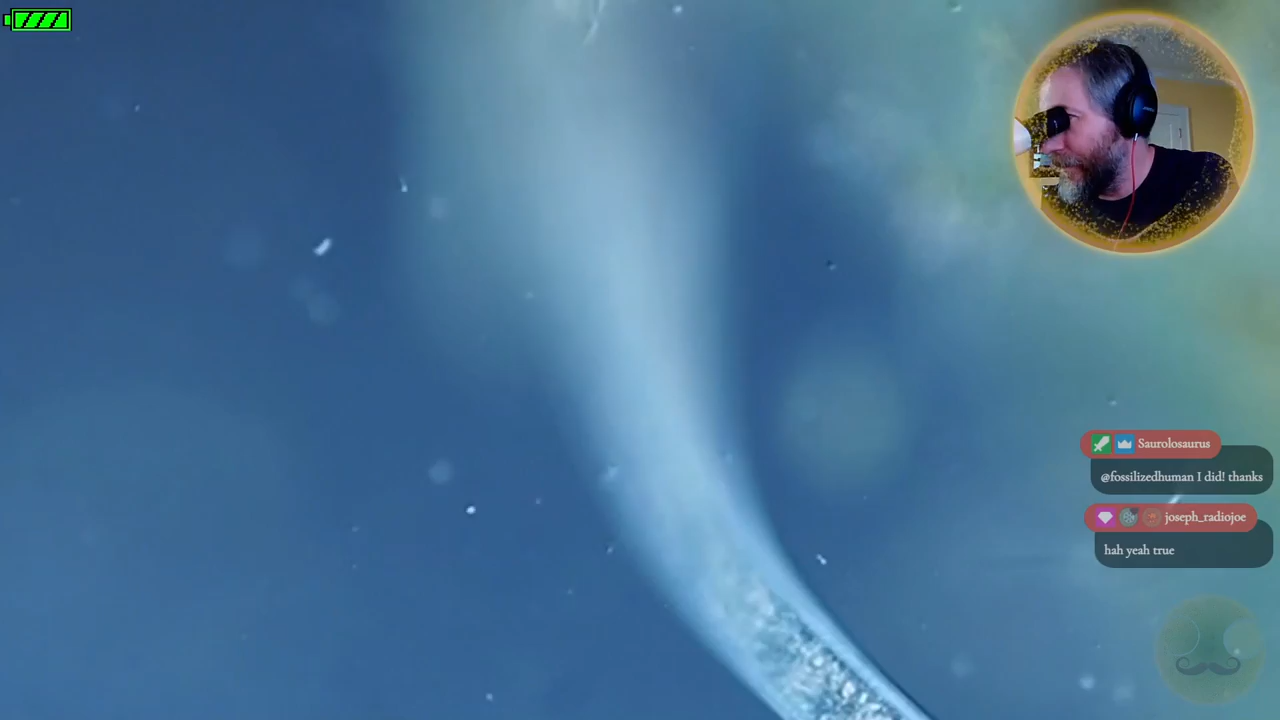 Saurolosaurus
@fossilizedhuman I did! thanks
joseph_radiojoe
hah yeah true